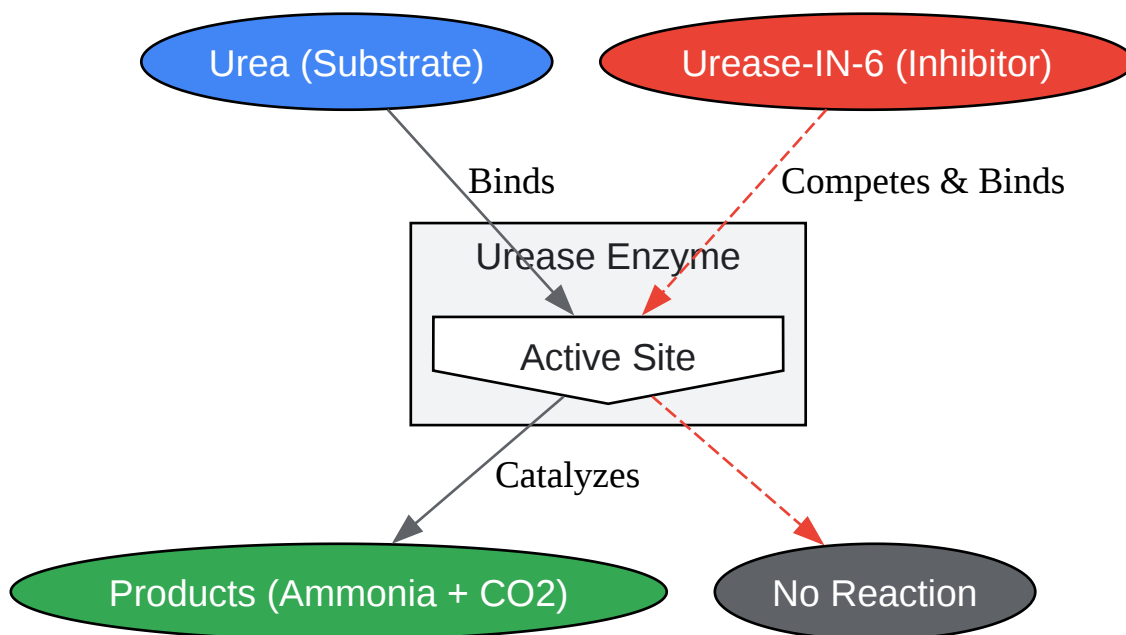 Urea (Substrate)
Urease-IN-6 (Inhibitor)
Binds
Competes & Binds
Urease Enzyme
Active Site
Catalyzes
Products (Ammonia + CO2)
No Reaction